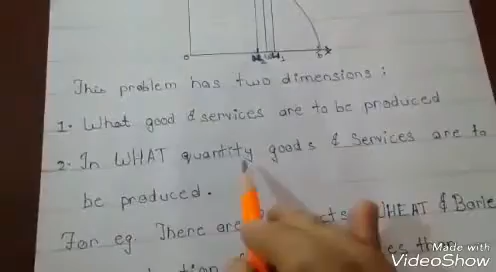 0
This problem has two dimensions :
1. What good & services are to be produced
2. In WHAT quantity goods & services are to
be produced.
For eg. There are WHEAT & Barle
Made with
VideoShow